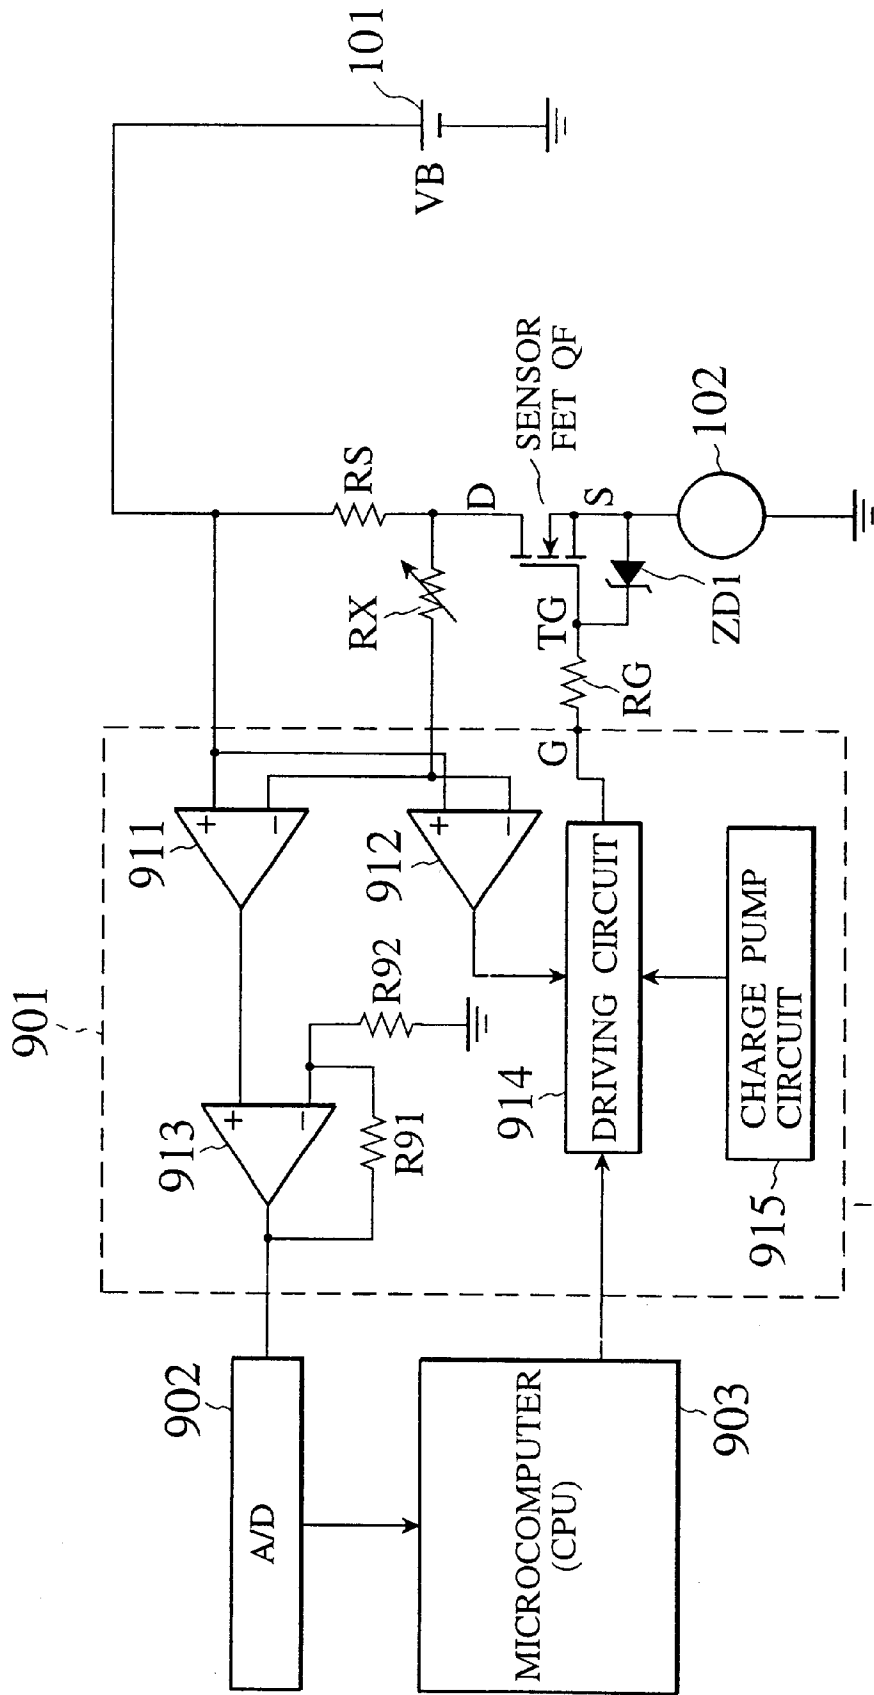 901
902
A/D
MICROCOMPUTER
(CPU)
903
913
R91
R92
911
912
914
DRIVING CIRCUIT
915
CHARGE PUMP
CIRCUIT
G
RG
TG
RX
RS
D
SENSOR
FET QF
S
ZD1
102
VB
101